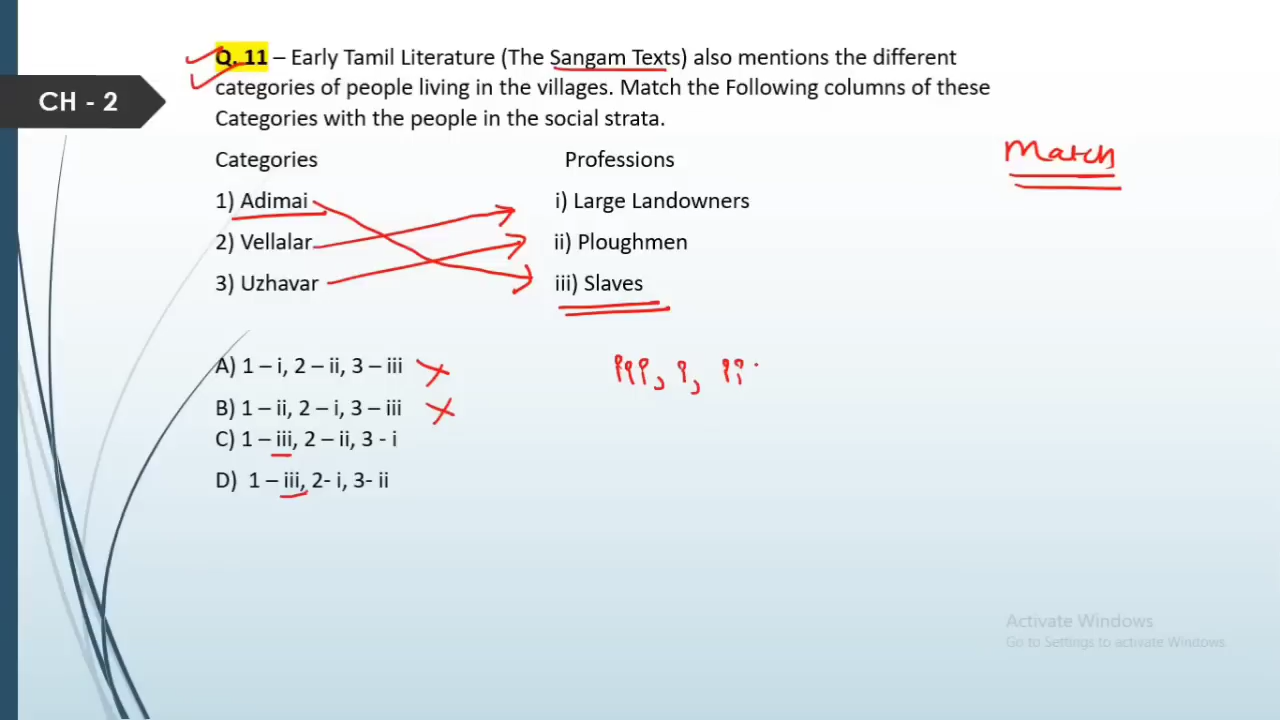 Q. 11 – Early Tamil Literature (The Sangam Texts) also mentions the different
categories of people living in the villages. Match the Following columns of these
Categories with the people in the social strata.
CH - 2
Match
Categories Professions
1) Adimai i) Large Landowners
2) Vellalar ii) Ploughmen
3) Uzhavar iii) Slaves
A) 1 – i, 2 – ii, 3 – iii
B) 1 – ii, 2 – i, 3 – iii
C) 1 – iii, 2 – ii, 3 - i
D) 1 – iii, 2- i, 3- ii
iii, i, ii
Activate Windows
Go to Settings to activate Windows.